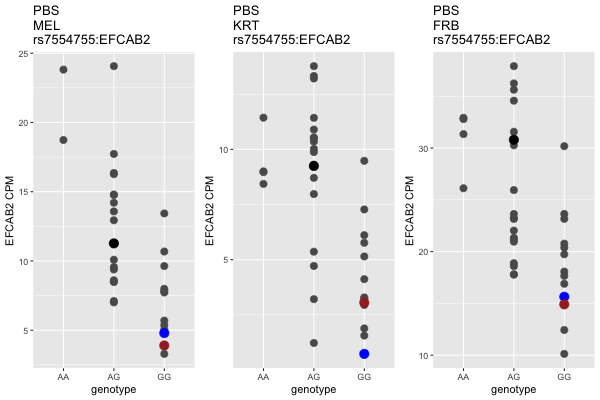 PBS
MEL
rs7554755:EFCAB2
25
20
15
10
5
EFCAB2 CPM
AA AG GG
genotype
PBS
KRT
rs7554755:EFCAB2
10
5
EFCAB2 CPM
AA AG GG
genotype
PBS
FRB
rs7554755:EFCAB2
30
20
10
EFCAB2 CPM
AA AG GG
genotype